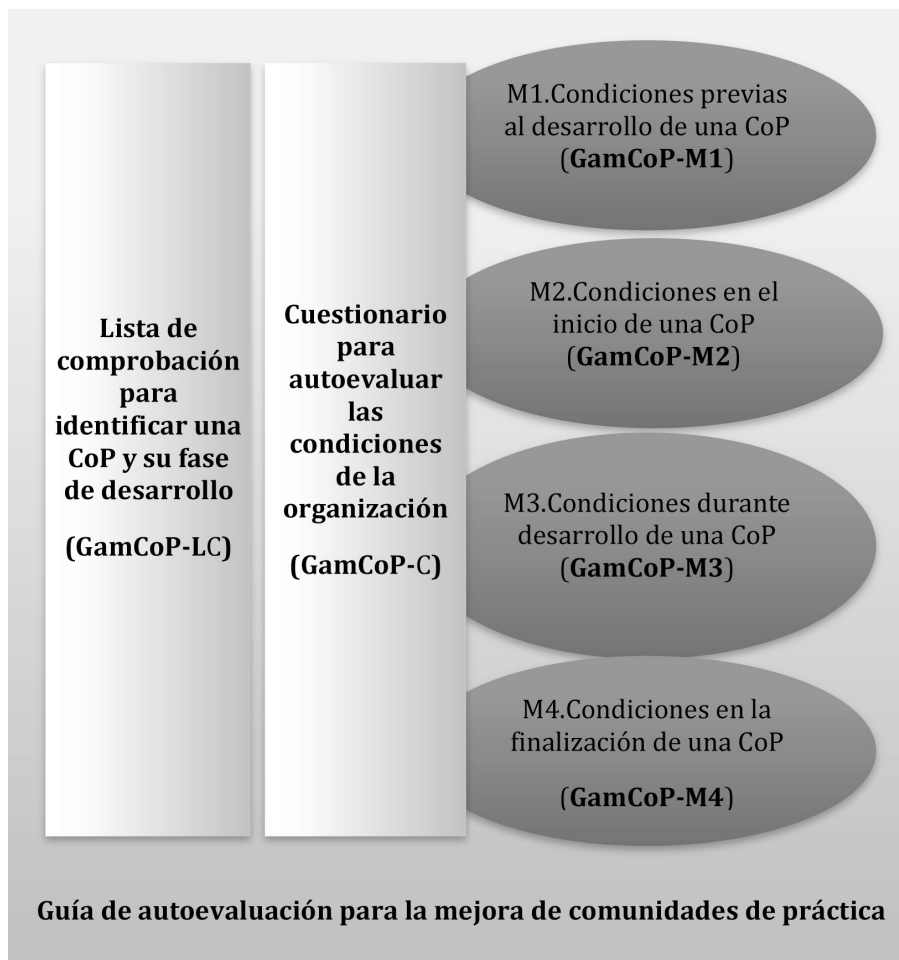 Lista de
comprobación
para
identificar una
CoP y su fase
de desarrollo
(GamCoP-LC)
Cuestionario
para
autoevaluar
las
condiciones
de la
organización
(GamCoP-C)
M1.Condiciones previas
al desarrollo de una CoP
(GamCoP-M1)
M2.Condiciones en el
inicio de una CoP
(GamCoP-M2)
M3.Condiciones durante
desarrollo de una CoP
(GamCoP-M3)
M4.Condiciones en la
finalización de una CoP
(GamCoP-M4)
Guía de autoevaluación para la mejora de comunidades de práctica